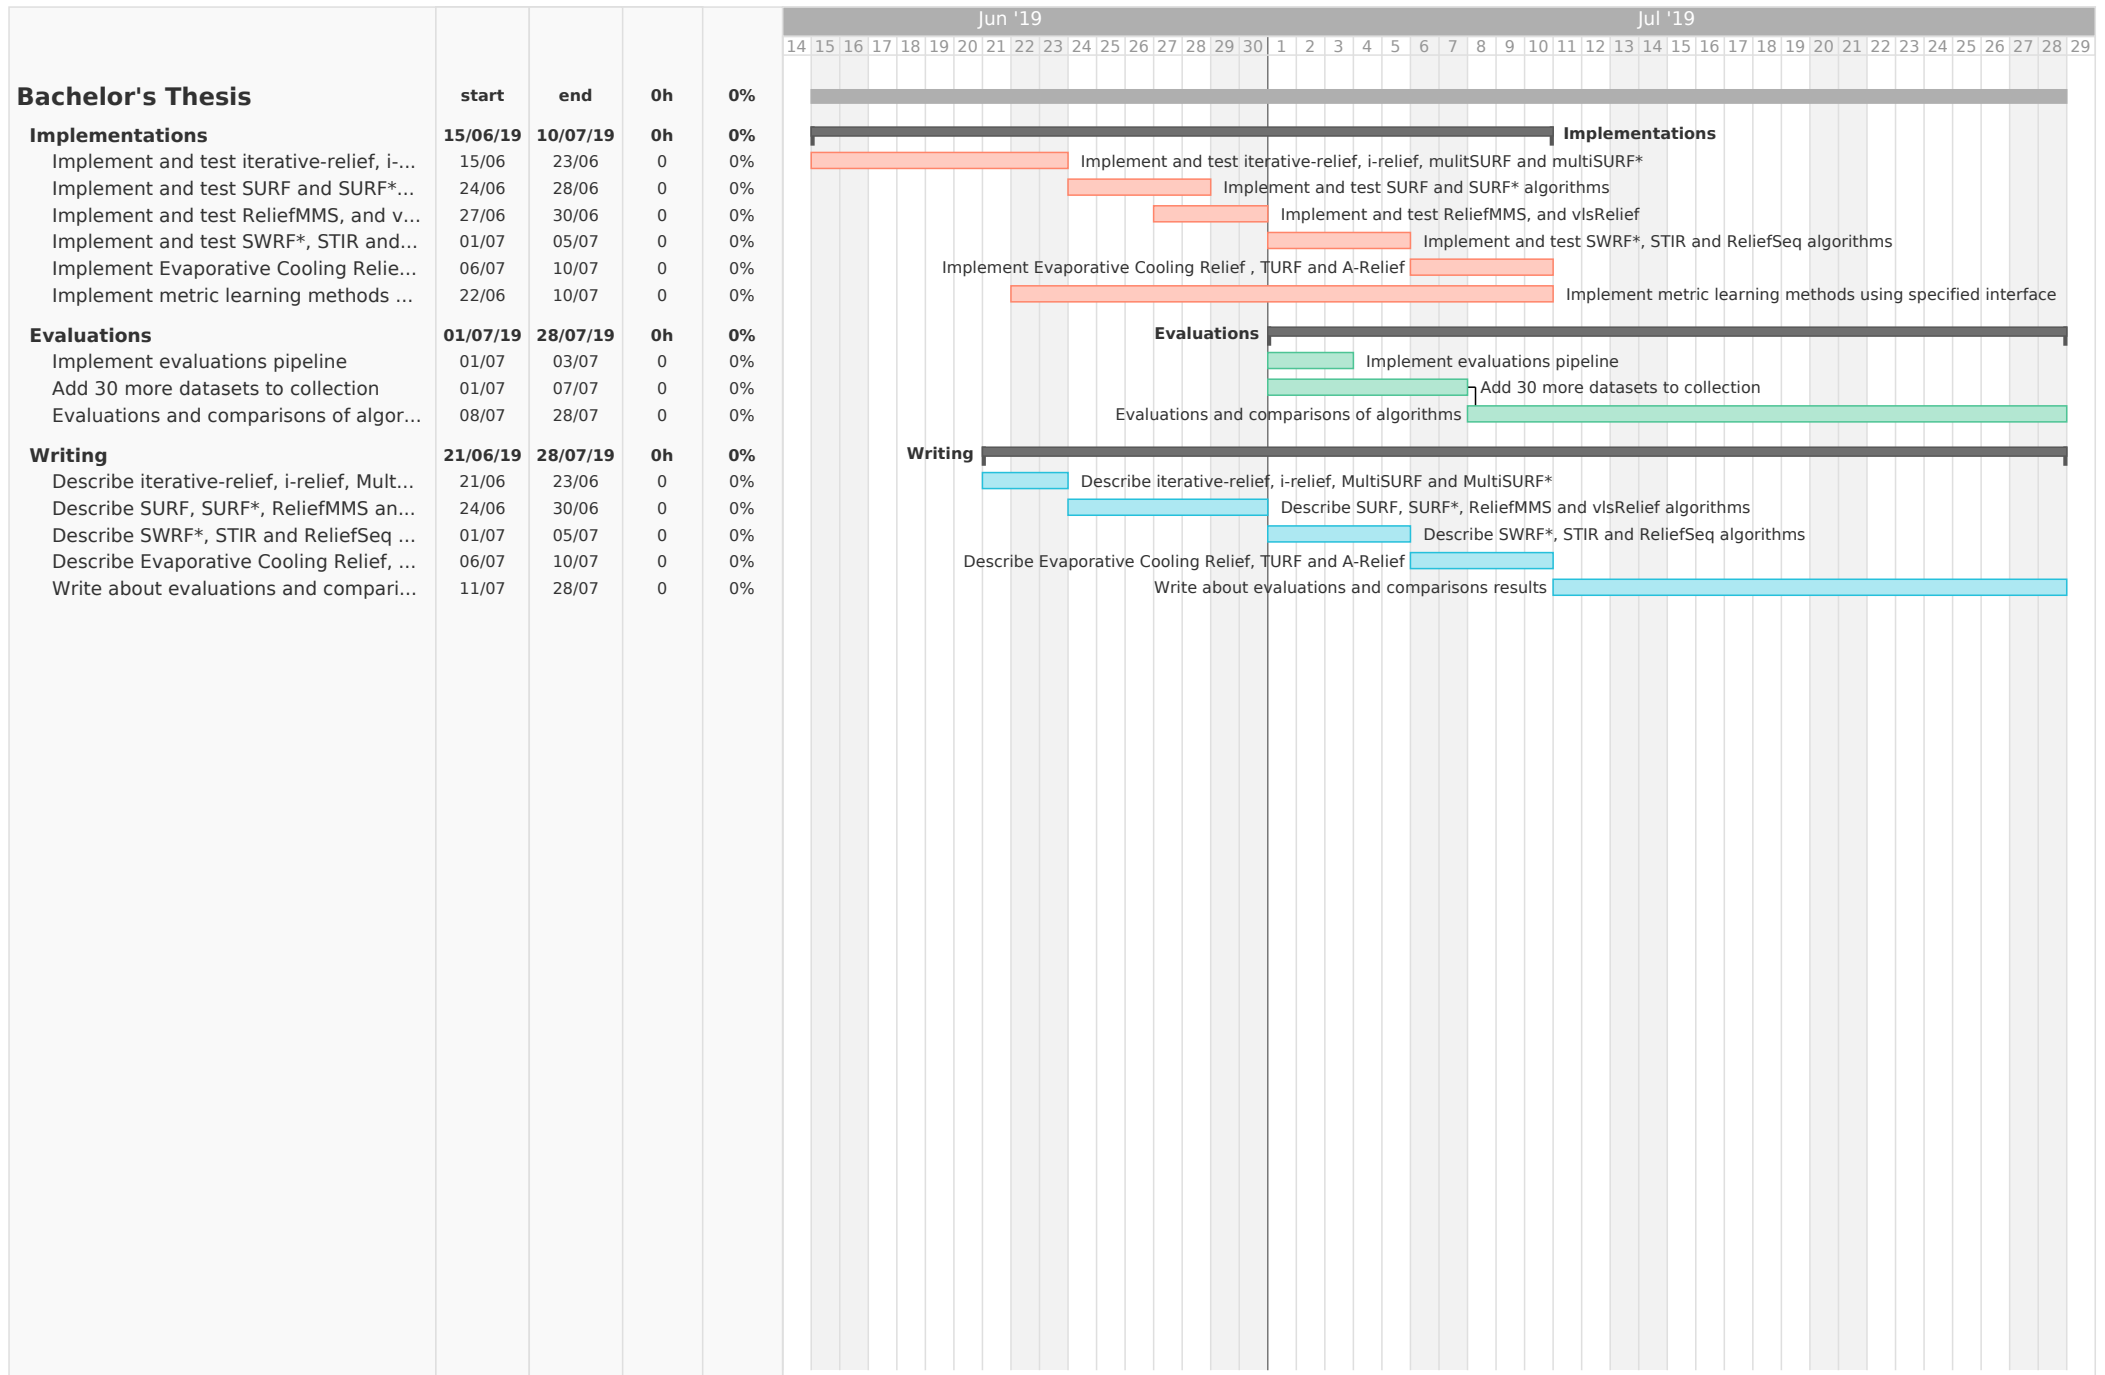 Jun '19 Jul '19
14 15 16 17 18 19 20 21 22 23 24 25 26 27 28 29 30 1 2 3 4 5 6 7 8 9 10 11 12 13 14 15 16 17 18 19 20 21 22 23 24 25 26 27 28 29
Bachelor's Thesis start end 0h 0%
Implementations 15/06/19 10/07/19 0h 0% Implementations
Implement and test iterative-relief, i-... 15/06 23/06 0 0% Implement and test iterative-relief, i-relief, mulitSURF and multiSURF*
Implement and test SURF and SURF*... 24/06 28/06 0 0% Implement and test SURF and SURF* algorithms
Implement and test ReliefMMS, and v... 27/06 30/06 0 0% Implement and test ReliefMMS, and vlsRelief
Implement and test SWRF*, STIR and... 01/07 05/07 0 0% Implement and test SWRF*, STIR and ReliefSeq algorithms
Implement Evaporative Cooling Relie... 06/07 10/07 0 0% Implement Evaporative Cooling Relief , TURF and A-Relief
Implement metric learning methods ... 22/06 10/07 0 0% Implement metric learning methods using specified interface
Evaluations 01/07/19 28/07/19 0h 0% Evaluations
Implement evaluations pipeline 01/07 03/07 0 0% Implement evaluations pipeline
Add 30 more datasets to collection 01/07 07/07 0 0% Add 30 more datasets to collection
Evaluations and comparisons of algor... 08/07 28/07 0 0% Evaluations and comparisons of algorithms
Writing 21/06/19 28/07/19 0h 0% Writing
Describe iterative-relief, i-relief, Mult... 21/06 23/06 0 0% Describe iterative-relief, i-relief, MultiSURF and MultiSURF*
Describe SURF, SURF*, ReliefMMS an... 24/06 30/06 0 0% Describe SURF, SURF*, ReliefMMS and vlsRelief algorithms
Describe SWRF*, STIR and ReliefSeq ... 01/07 05/07 0 0% Describe SWRF*, STIR and ReliefSeq algorithms
Describe Evaporative Cooling Relief, ... 06/07 10/07 0 0% Describe Evaporative Cooling Relief, TURF and A-Relief
Write about evaluations and compari... 11/07 28/07 0 0% Write about evaluations and comparisons results